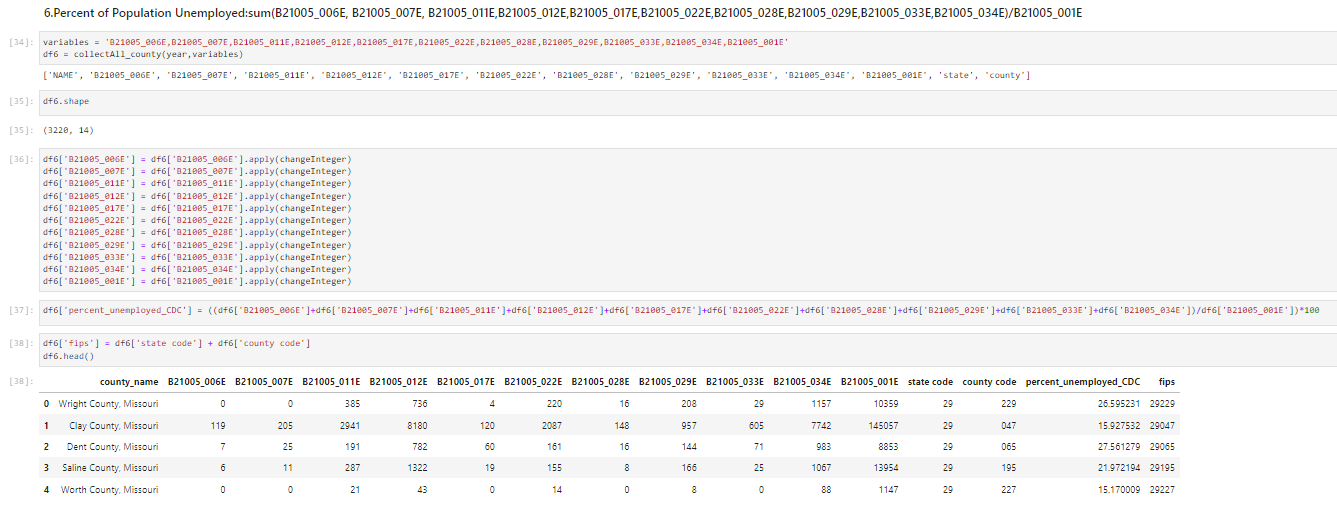 6.Percent of Population Unemployed:sum(B21005_006E, B21005_007E, B21005_011E,B21005_012E,B21005_017E,B21005_022E,B21005_028E,B21005_029E,B21005_033E,B21005_034E)/B21005_001E
[34]: variables = 'B21005_006E,B21005_007E,B21005_011E,B21005_012E,B21005_017E,B21005_022E,B21005_028E,B21005_029E,B21005_033E,B21005_034E,B21005_001E'
df6 = collectAll_county(year,variables)
['NAME', 'B21005_006E', 'B21005_007E', 'B21005_011E', 'B21005_012E', 'B21005_017E', 'B21005_022E', 'B21005_028E', 'B21005_029E', 'B21005_033E', 'B21005_034E', 'B21005_001E', 'state', 'county']
[35]: df6.shape
[35]: (3220, 14)
[36]: df6['B21005_006E'] = df6['B21005_006E'].apply(changeInteger)
df6['B21005_007E'] = df6['B21005_007E'].apply(changeInteger)
df6['B21005_011E'] = df6['B21005_011E'].apply(changeInteger)
df6['B21005_012E'] = df6['B21005_012E'].apply(changeInteger)
df6['B21005_017E'] = df6['B21005_017E'].apply(changeInteger)
df6['B21005_022E'] = df6['B21005_022E'].apply(changeInteger)
df6['B21005_028E'] = df6['B21005_028E'].apply(changeInteger)
df6['B21005_029E'] = df6['B21005_029E'].apply(changeInteger)
df6['B21005_033E'] = df6['B21005_033E'].apply(changeInteger)
df6['B21005_034E'] = df6['B21005_034E'].apply(changeInteger)
df6['B21005_001E'] = df6['B21005_001E'].apply(changeInteger)
[37]: df6['percent_unemployed_CDC'] = ((df6['B21005_006E']+df6['B21005_007E']+df6['B21005_011E']+df6['B21005_012E']+df6['B21005_017E']+df6['B21005_022E']+df6['B21005_028E']+df6['B21005_029E']+df6['B21005_033E']+df6['B21005_034E'])/df6['B21005_001E'])*100
[38]: df6['fips'] = df6['state code'] + df6['county code']
df6.head()
[38]: county_name B21005_006E B21005_007E B21005_011E B21005_012E B21005_017E B21005_022E B21005_028E B21005_029E B21005_033E B21005_034E B21005_001E state code county code percent_unemployed_CDC fips
0 Wright County, Missouri 0 0 385 736 4 220 16 208 29 1157 10359 29 229 26.595231 29229
1 Clay County, Missouri 119 205 2941 8180 120 2087 148 957 605 7742 145057 29 047 15.927532 29047
2 Dent County, Missouri 7 25 191 782 60 161 16 144 71 983 8853 29 065 27.561279 29065
3 Saline County, Missouri 6 11 287 1322 19 155 8 166 25 1067 13954 29 195 21.972194 29195
4 Worth County, Missouri 0 0 21 43 0 14 0 8 0 88 1147 29 227 15.170009 29227